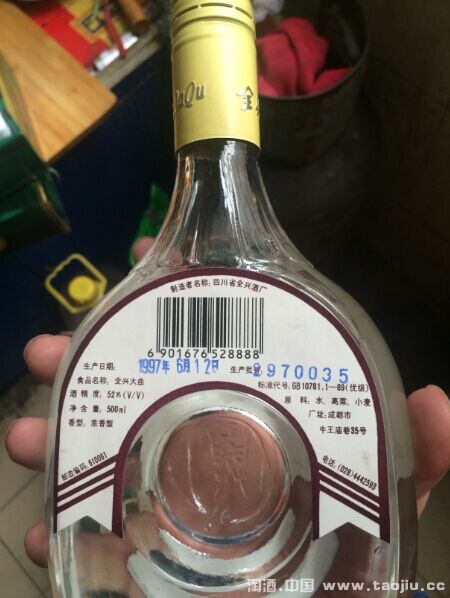 QuQu 全
制造者名称:四川省全兴酒厂
6 901676 528888
生产日期: 1997年 6月12日 生产批号: 970035
食品名称: 全兴大曲 标准代号:GB10781.1-89(优级)
酒 精 度: 52%(V/V) 原 料: 水、高粱、小麦
净 含 量: 500ml 厂址:成都市
香型: 浓香型 牛王庙巷35号
邮政编码:610061 电话:(028)4442593
淘酒.中国 www.taojiu.cc